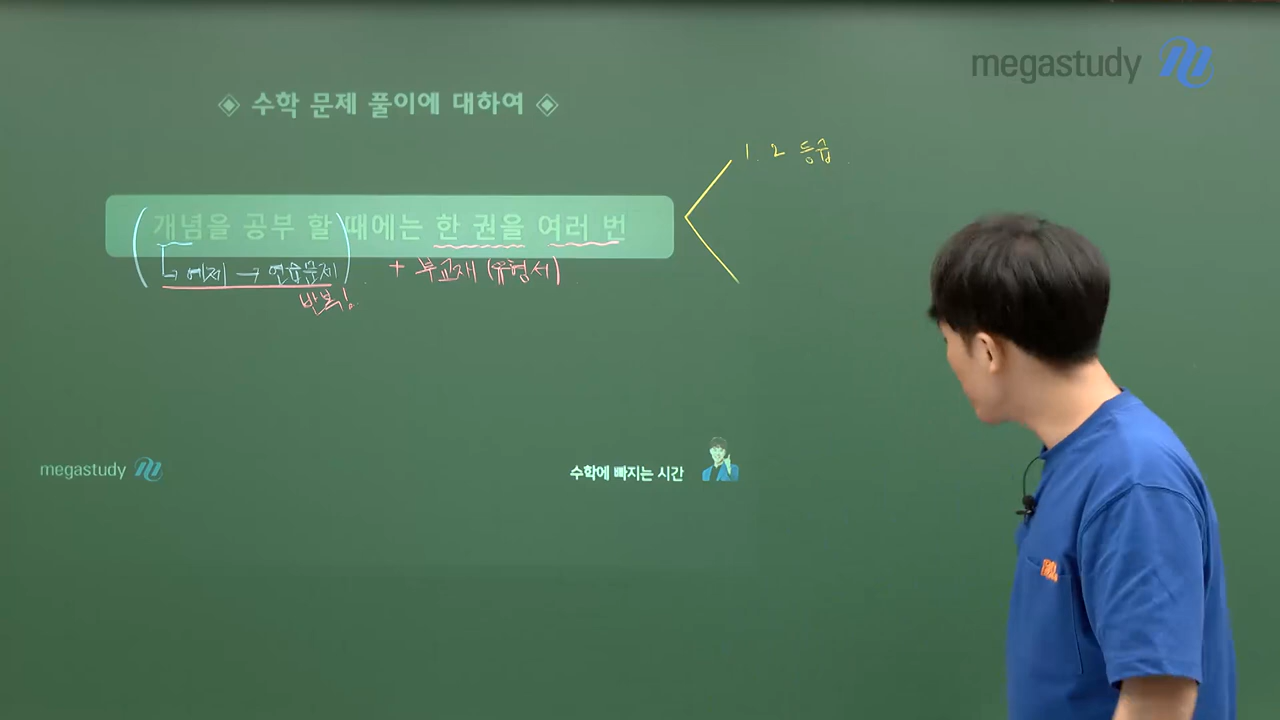 megastudy
◈ 수학 문제 풀이에 대하여 ◈
1. 2 등급
(개념을 공부 할) 때에는 한 권을 여러 번
→ 예제 → 연습문제
+ 부교재 (유형서)
반복!
megastudy
수학에 빠지는 시간